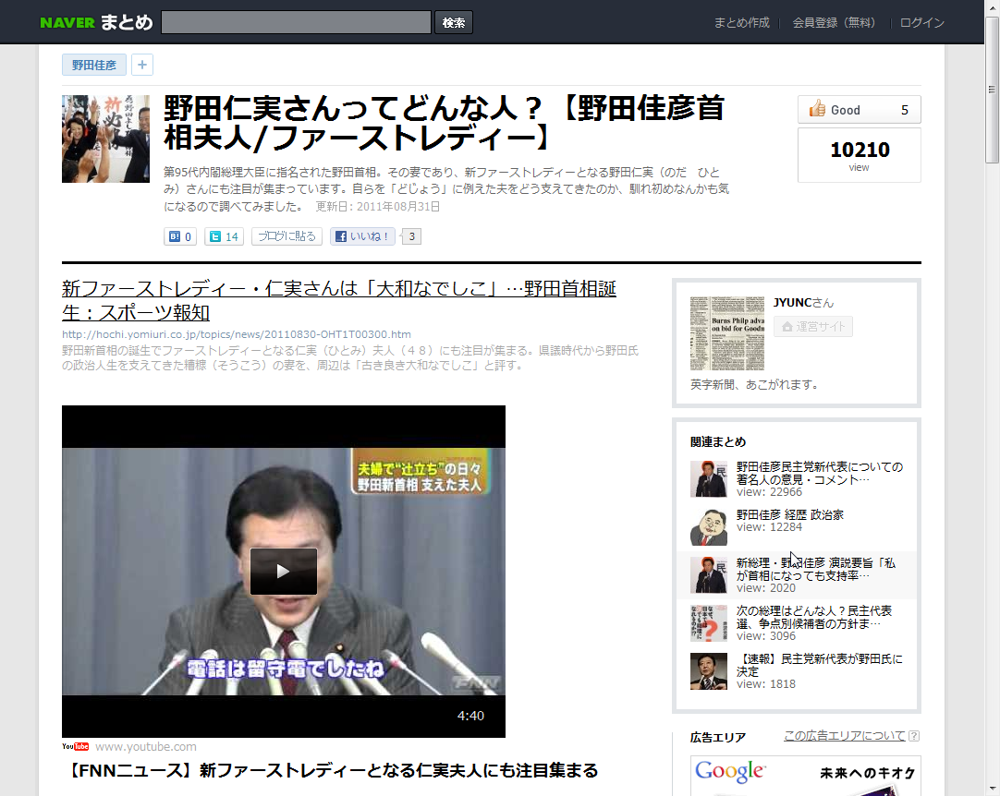 NAVER まとめ 検索 まとめ作成 会員登録（無料） ログイン
野田佳彦 +
野田仁実さんってどんな人？【野田佳彦首
相夫人/ファーストレディー】
第95代内閣総理大臣に指名された野田首相。その妻であり、新ファーストレディーとなる野田仁実（のだ　ひと
み）さんにも注目が集まっています。自らを「どじょう」に例えた夫をどう支えてきたのか、馴れ初めなんかも気
になるので調べてみました。 更新日: 2011年08月31日
B! 0 14 ブログに貼る いいね！ 3
Good 5
10210
view
新ファーストレディー・仁実さんは「大和なでしこ」…野田首相誕
生：スポーツ報知
http://hochi.yomiuri.co.jp/topics/news/20110830-OHT1T00300.htm
野田新首相の誕生でファーストレディーとなる仁実（ひとみ）夫人（４８）にも注目が集まる。県議時代から野田氏
の政治人生を支えてきた糟糠（そうこう）の妻を、周辺は「古き良き大和なでしこ」と評す。
夫婦で“辻立ち”の日々
野田新首相 支えた夫人
電話は留守電でしたね
FNN
4:40
YouTube www.youtube.com
【FNNニュース】新ファーストレディーとなる仁実夫人にも注目集まる
Burns Philp adva
on bid for Goodm
JYUNCさん
運営サイト
英字新聞、あこがれます。
関連まとめ
野田佳彦民主党新代表についての
著名人の意見・コメント…
view: 22966
野田佳彦 経歴 政治家
view: 12284
新総理・野田佳彦 演説要旨「私
が首相になっても支持率…
view: 2020
次の総理はどんな人？民主代表
選、争点別候補者の方針ま…
view: 3096
【速報】民主党新代表が野田氏に
決定
view: 1818
広告エリア この広告エリアについて ?
Google 未来へのキオク